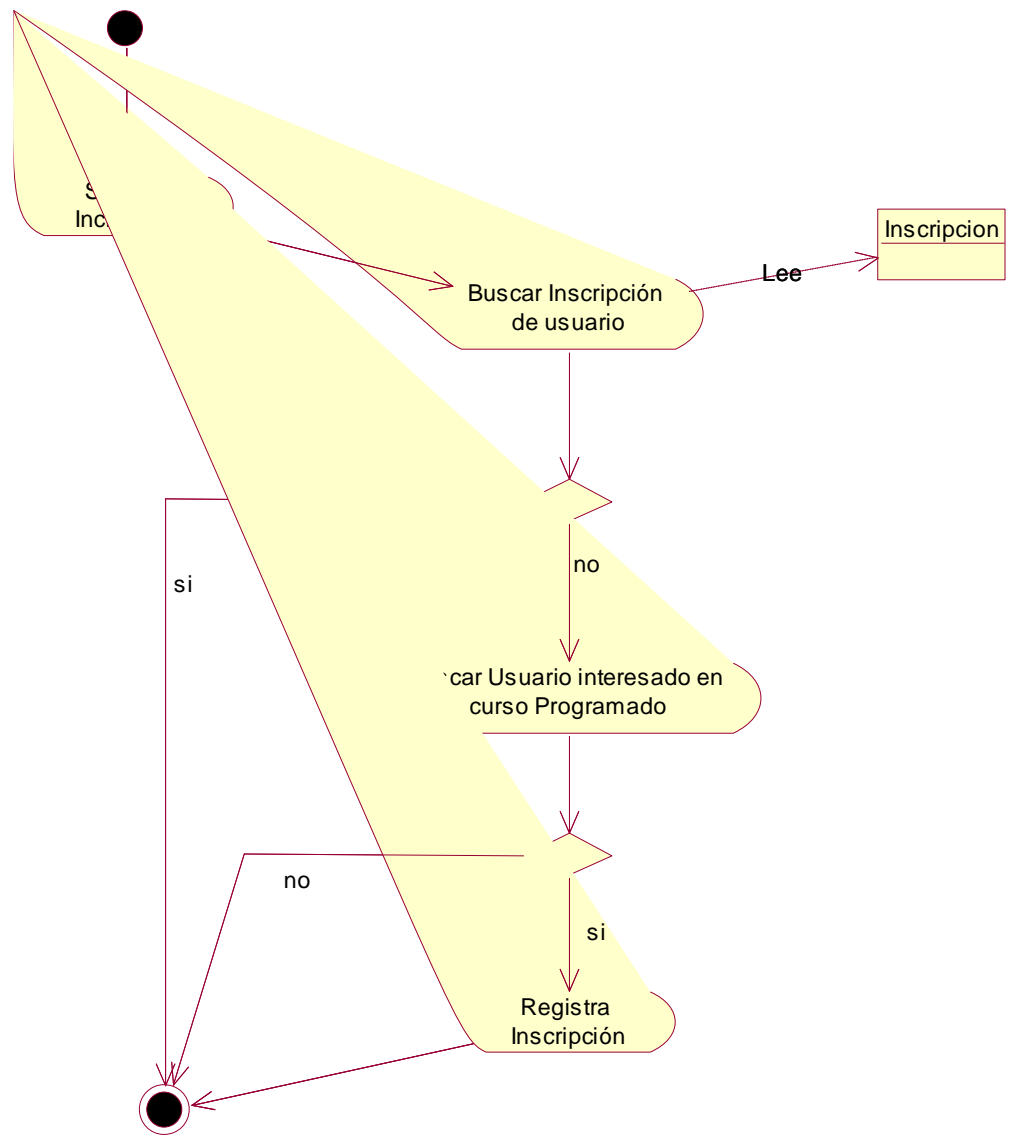 Inscripcion
Lee
Buscar Inscripción
de usuario
no
si
car Usuario interesado en
curso Programado
no
si
Registra
Inscripción